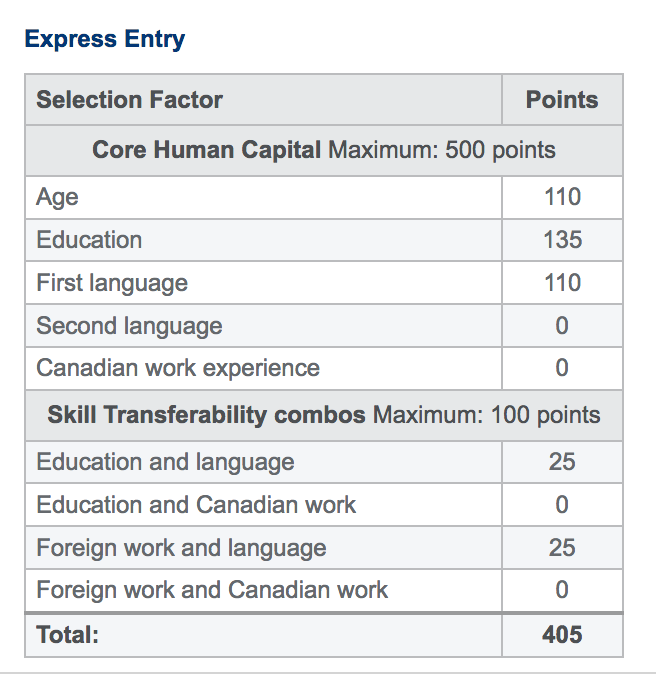 Express Entry
Selection Factor Points
Core Human Capital Maximum: 500 points
Age 110
Education 135
First language 110
Second language 0
Canadian work experience 0
Skill Transferability combos Maximum: 100 points
Education and language 25
Education and Canadian work 0
Foreign work and language 25
Foreign work and Canadian work 0
Total: 405